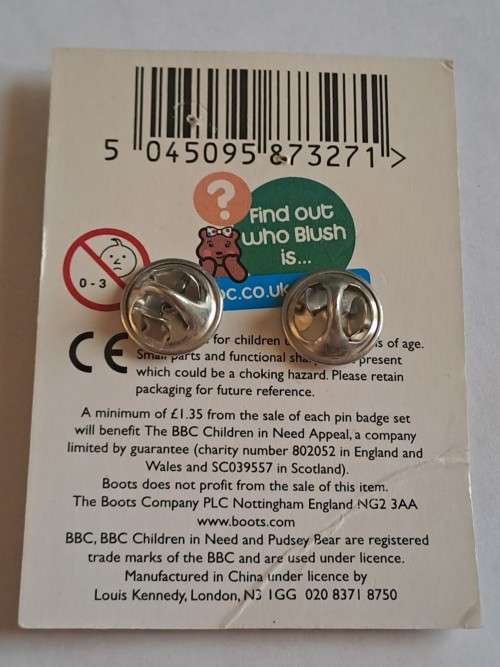 5 045095 873271 >
?
Find out
who Blush
is...
bc.co.uk
0 - 3
CE
for children s of age.
Small parts and functional present
which could be a choking hazard. Please retain
packaging for future reference.
A minimum of £1.35 from the sale of each pin badge set
will benefit The BBC Children in Need Appeal, a company
limited by guarantee (charity number 802052 in England and
Wales and SC039557 in Scotland).
Boots does not profit from the sale of this item.
The Boots Company PLC Nottingham England NG2 3AA
www.boots.com
BBC, BBC Children in Need and Pudsey Bear are registered
trade marks of the BBC and are used under licence.
Manufactured in China under licence by
Louis Kennedy, London, N3 1GG 020 8371 8750